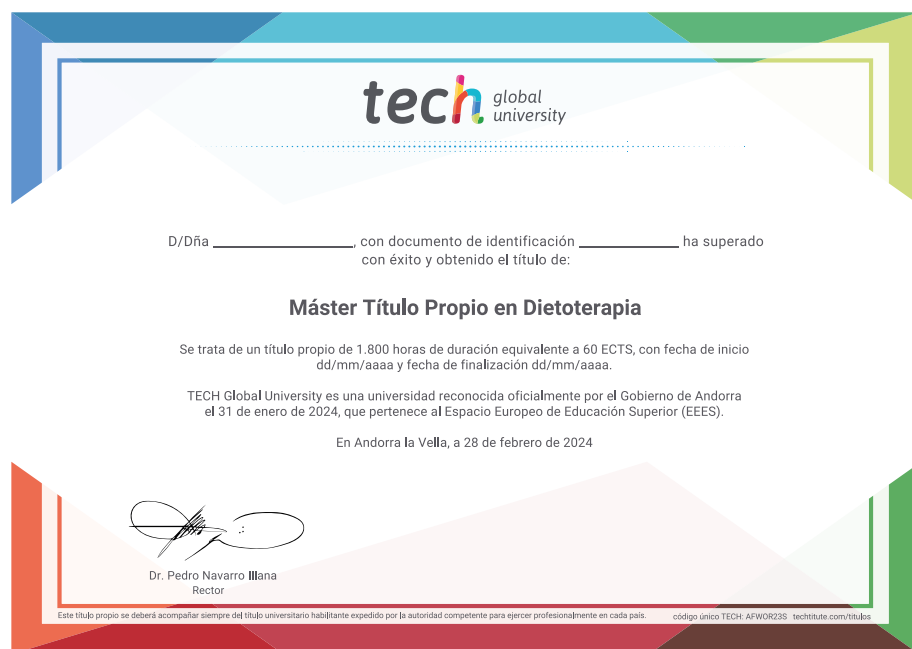 tech global university
D/Dña ____________________, con documento de identificación ______________ ha superado
con éxito y obtenido el título de:
Máster Título Propio en Dietoterapia
Se trata de un título propio de 1.800 horas de duración equivalente a 60 ECTS, con fecha de inicio
dd/mm/aaaa y fecha de finalización dd/mm/aaaa.
TECH Global University es una universidad reconocida oficialmente por el Gobierno de Andorra
el 31 de enero de 2024, que pertenece al Espacio Europeo de Educación Superior (EEES).
En Andorra la Vella, a 28 de febrero de 2024
Dr. Pedro Navarro Illana
Rector
Este título propio se deberá acompañar siempre del título universitario habilitante expedido por la autoridad competente para ejercer profesionalmente en cada país. código único TECH: AFWOR23S techtitute.com/titulos